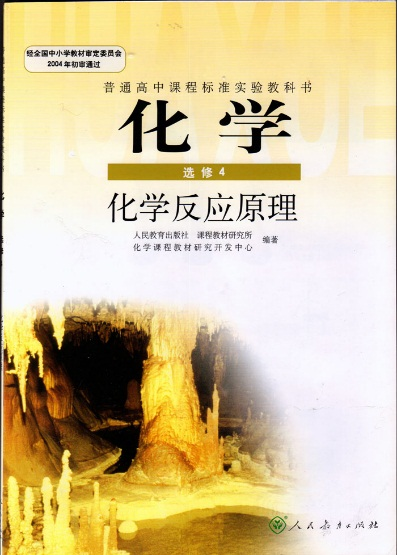 经全国中小学教材审定委员会
2004年初审通过
普通高中课程标准实验教科书
化学
选修4
化学反应原理
人民教育出版社 课程教材研究所
化学课程教材研究开发中心
编著
人民教育出版社